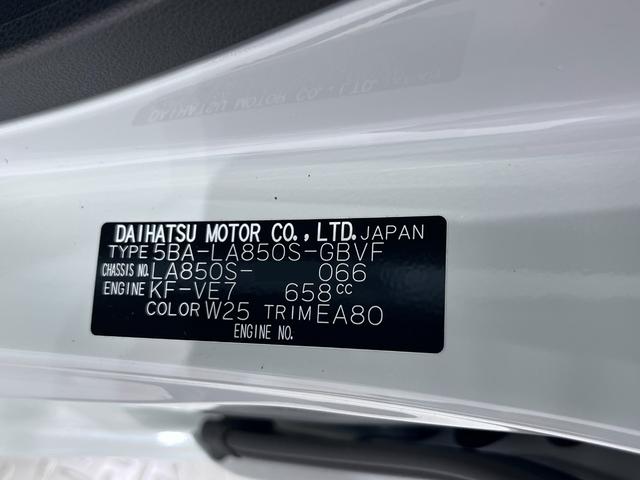 DAIHATSU MOTOR CO., LTD. JAPAN
TYPE 5BA-LA850S-GBVF
CHASSIS NO. LA850S- 066
ENGINE KF-VE7 658cc
COLOR W25 TRIM EA80
ENGINE NO.